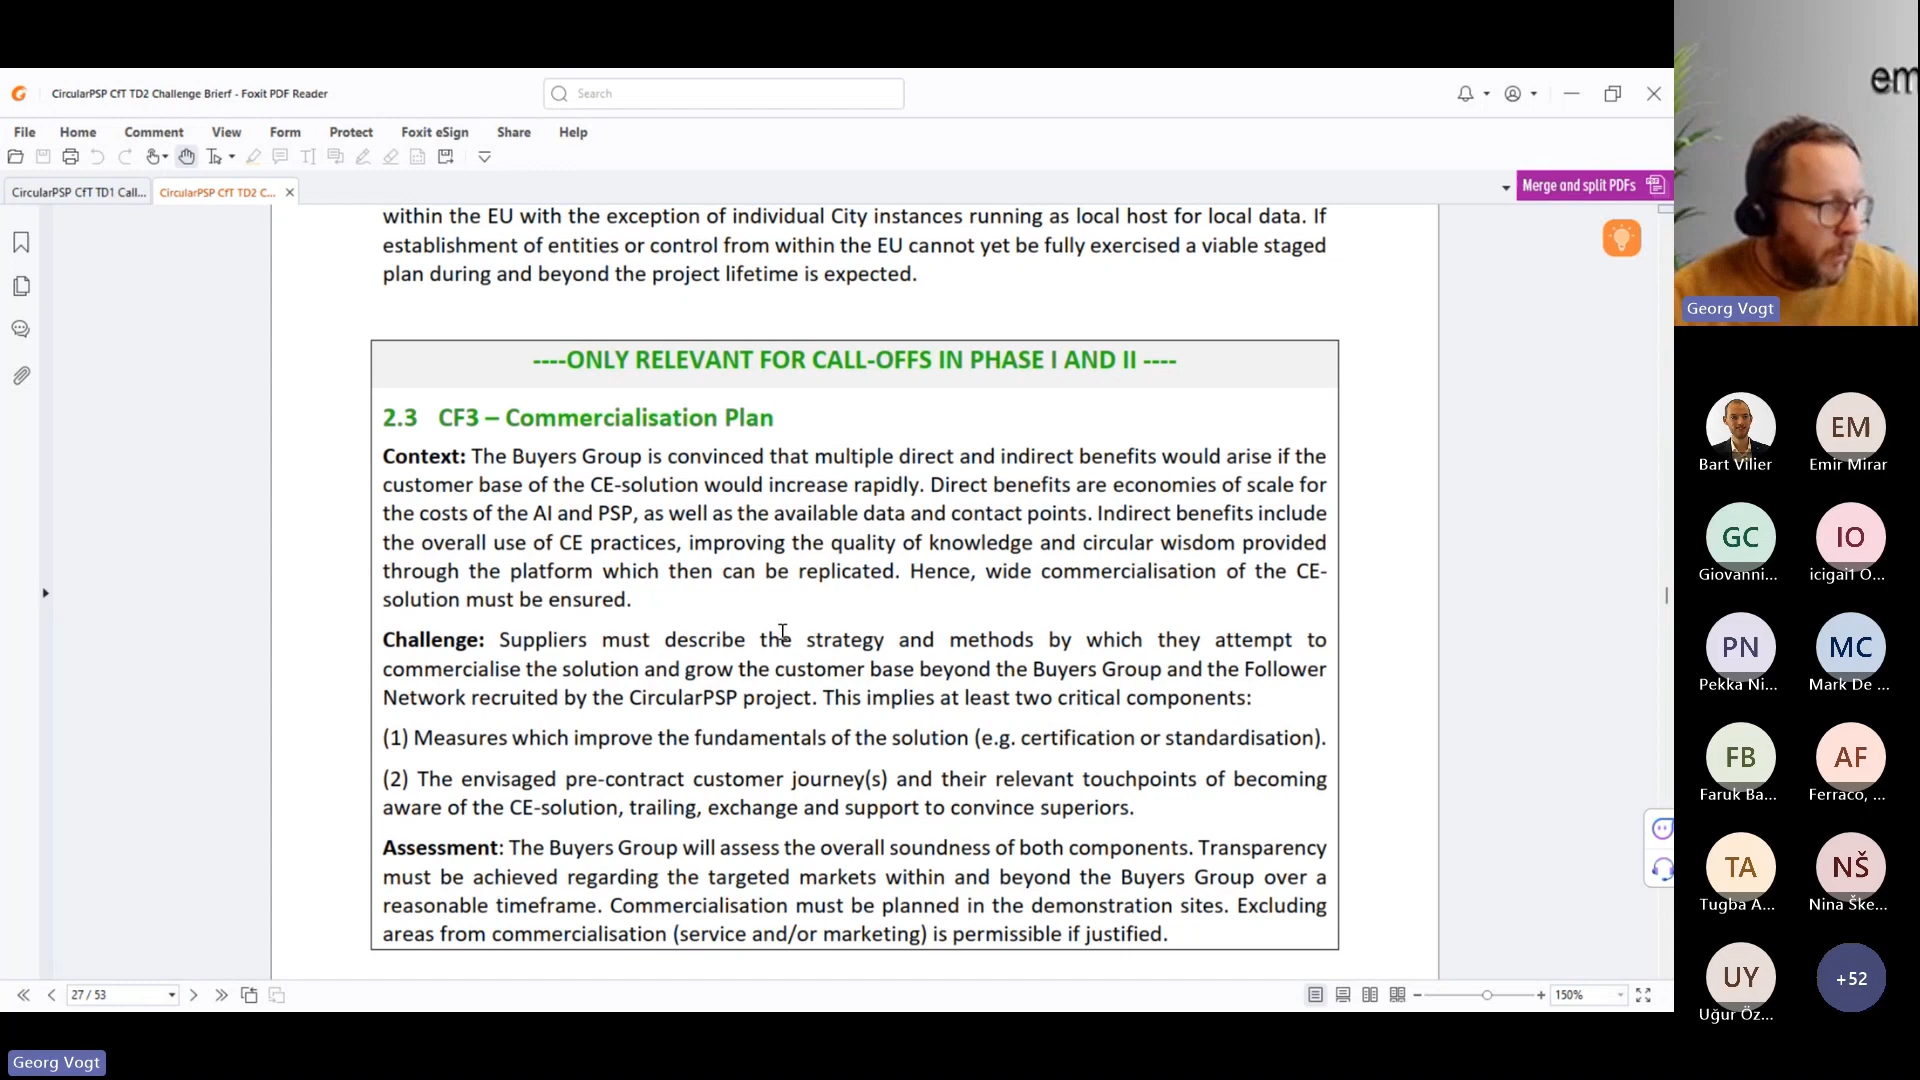 CircularPSP CfT TD2 Challenge Brierf - Foxit PDF Reader
Search
File Home Comment View Form Protect Foxit eSign Share Help
CircularPSP CfT TD1 Call...
CircularPSP CfT TD2 C...
Merge and split PDFs
within the EU with the exception of individual City instances running as local host for local data. If
establishment of entities or control from within the EU cannot yet be fully exercised a viable staged
plan during and beyond the project lifetime is expected.
----ONLY RELEVANT FOR CALL-OFFS IN PHASE I AND II ----
2.3 CF3 – Commercialisation Plan
Context: The Buyers Group is convinced that multiple direct and indirect benefits would arise if the
customer base of the CE-solution would increase rapidly. Direct benefits are economies of scale for
the costs of the AI and PSP, as well as the available data and contact points. Indirect benefits include
the overall use of CE practices, improving the quality of knowledge and circular wisdom provided
through the platform which then can be replicated. Hence, wide commercialisation of the CE-
solution must be ensured.
Challenge: Suppliers must describe the strategy and methods by which they attempt to
commercialise the solution and grow the customer base beyond the Buyers Group and the Follower
Network recruited by the CircularPSP project. This implies at least two critical components:
(1) Measures which improve the fundamentals of the solution (e.g. certification or standardisation).
(2) The envisaged pre-contract customer journey(s) and their relevant touchpoints of becoming
aware of the CE-solution, trailing, exchange and support to convince superiors.
Assessment: The Buyers Group will assess the overall soundness of both components. Transparency
must be achieved regarding the targeted markets within and beyond the Buyers Group over a
reasonable timeframe. Commercialisation must be planned in the demonstration sites. Excluding
areas from commercialisation (service and/or marketing) is permissible if justified.
27 / 53
150%
Georg Vogt
em
Georg Vogt
Bart Vilier
EM
Emir Mirar
GC
Giovanni...
IO
icigai1 O...
PN
Pekka Ni...
MC
Mark De ...
FB
Faruk Ba...
AF
Ferraco, ...
TA
Tugba A...
NŠ
Nina Ške...
UY
Uğur Öz...
+52